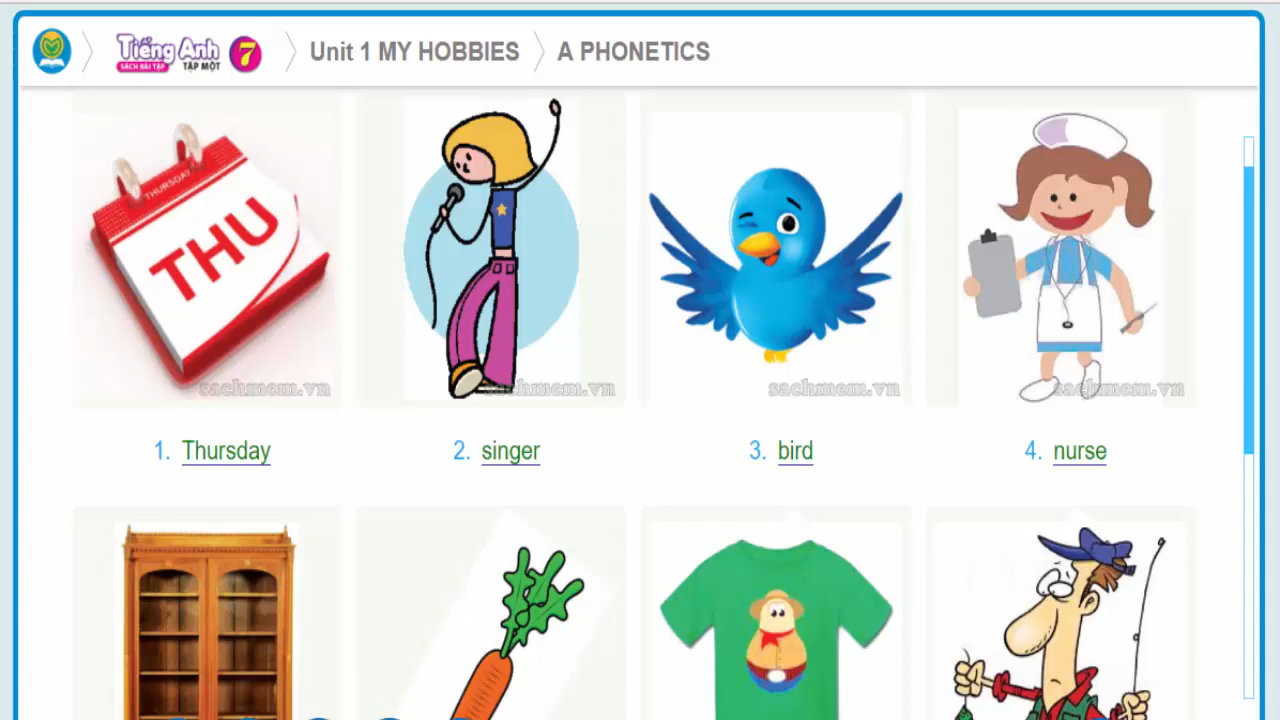 Tiếng Anh 7
SÁCH BÀI TẬP TẬP MỘT
Unit 1 MY HOBBIES
A PHONETICS
THURSDAY
THU
sachmem.vn
sachmem.vn
sachmem.vn
sachmem.vn
1. Thursday
2. singer
3. bird
4. nurse